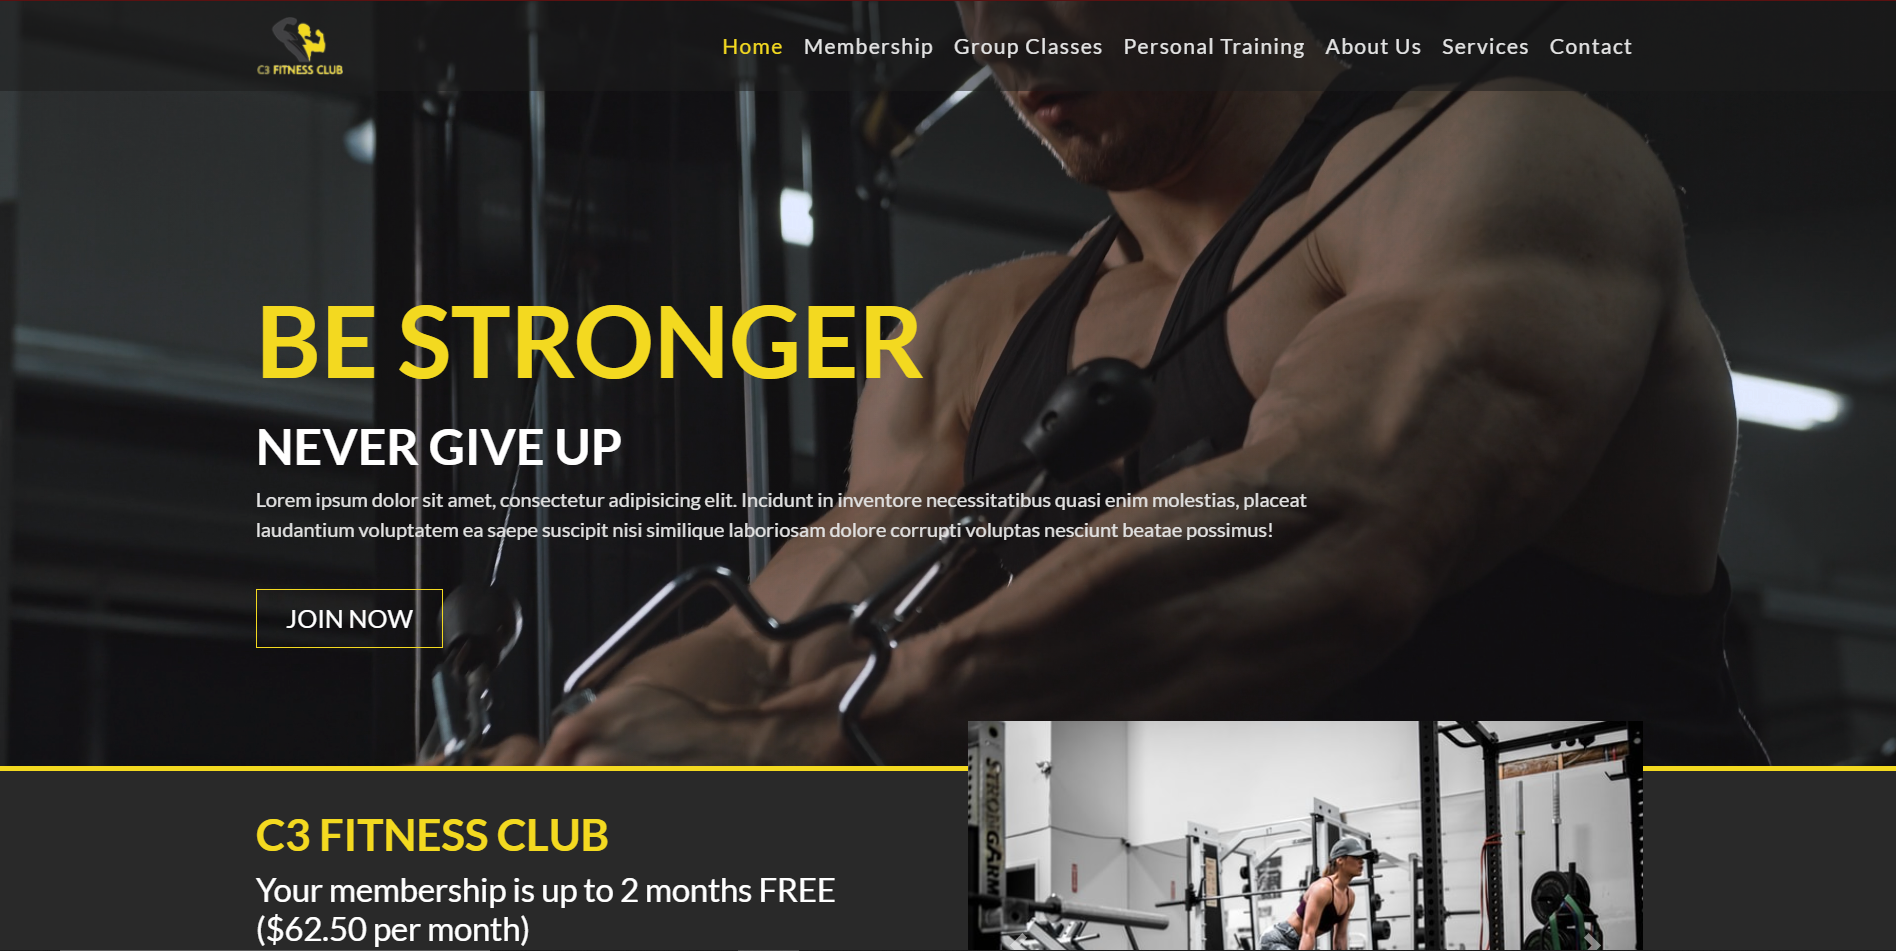 C3 FITNESS CLUB
Home Membership Group Classes Personal Training About Us Services Contact
BE STRONGER
NEVER GIVE UP
Lorem ipsum dolor sit amet, consectetur adipisicing elit. Incidunt in inventore necessitatibus quasi enim molestias, placeat
laudantium voluptatem ea saepe suscipit nisi similique laboriosam dolore corrupti voluptas nesciunt beatae possimus!
JOIN NOW
C3 FITNESS CLUB
Your membership is up to 2 months FREE
($62.50 per month)
STRONGARM